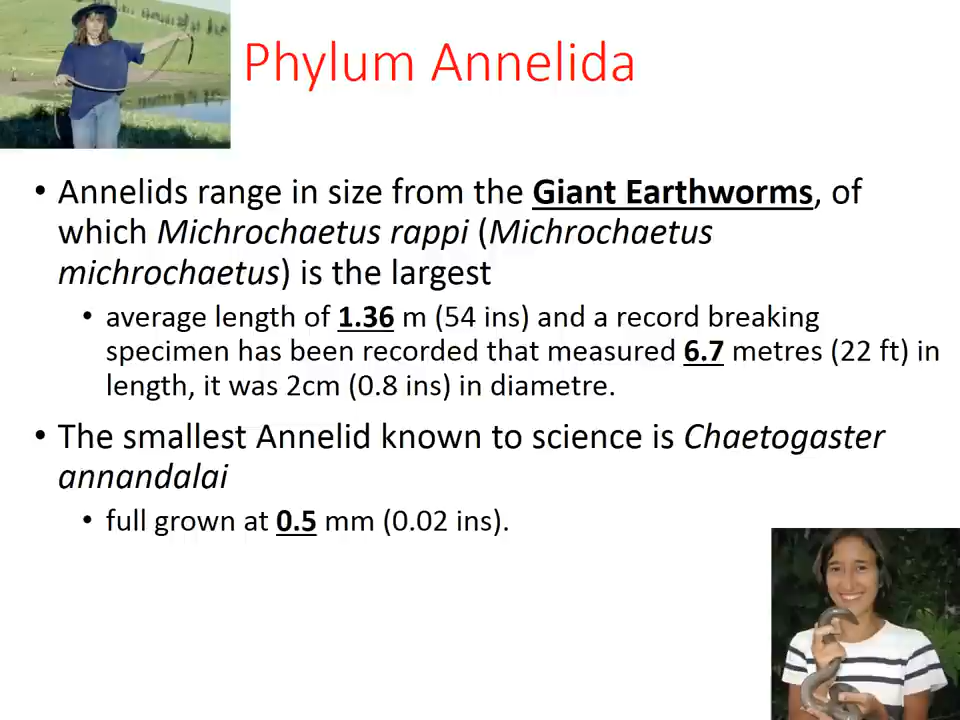 Phylum Annelida
• Annelids range in size from the Giant Earthworms, of
which Michrochaetus rappi (Michrochaetus
michrochaetus) is the largest
• average length of 1.36 m (54 ins) and a record breaking
specimen has been recorded that measured 6.7 metres (22 ft) in
length, it was 2cm (0.8 ins) in diametre.
• The smallest Annelid known to science is Chaetogaster
annandalai
• full grown at 0.5 mm (0.02 ins).